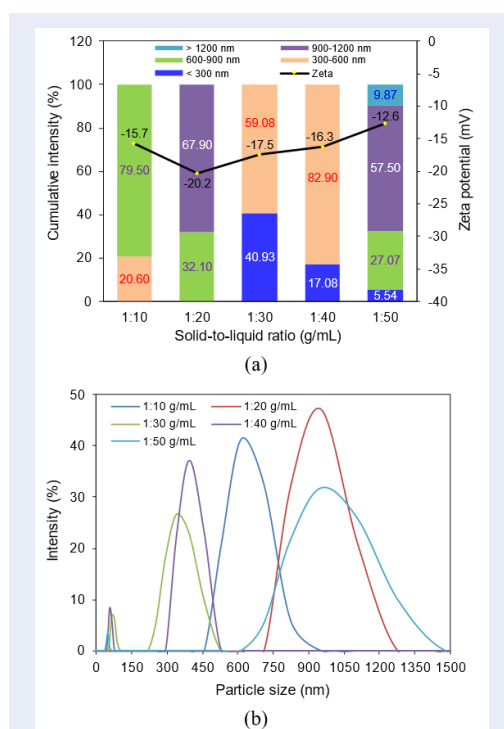 > 1200 nm 900-1200 nm
600-900 nm 300-600 nm
< 300 nm Zeta
Cumulative intensity (%)
120
100
80
60
40
20
0
0
-5
-10
-15
-20
-25
-30
-35
-40
Zeta potential (mV)
-15.7
79.50
20.60
67.90
-20.2
32.10
59.08
-17.5
40.93
-16.3
82.90
17.08
9.87
-12.6
57.50
27.07
5.54
1:10 1:20 1:30 1:40 1:50
Solid-to-liquid ratio (g/mL)
(a)
1:10 g/mL 1:20 g/mL
1:30 g/mL 1:40 g/mL
1:50 g/mL
Intensity (%)
50
40
30
20
10
0
0 150 300 450 600 750 900 1050 1200 1350 1500
Particle size (nm)
(b)